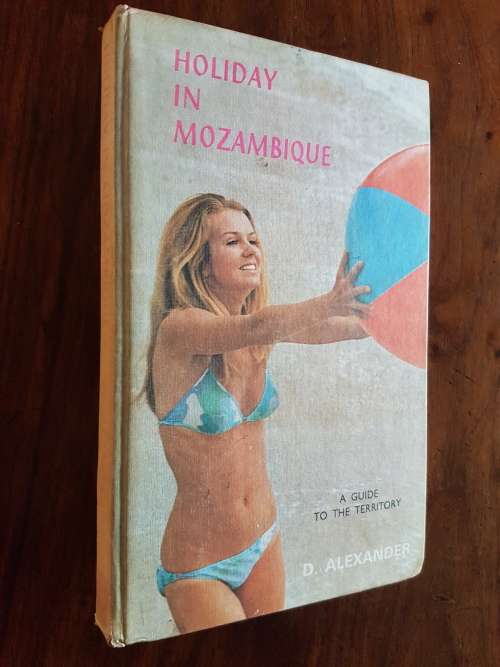 HOLIDAY
IN
MOZAMBIQUE
A GUIDE
TO THE TERRITORY
D. ALEXANDER